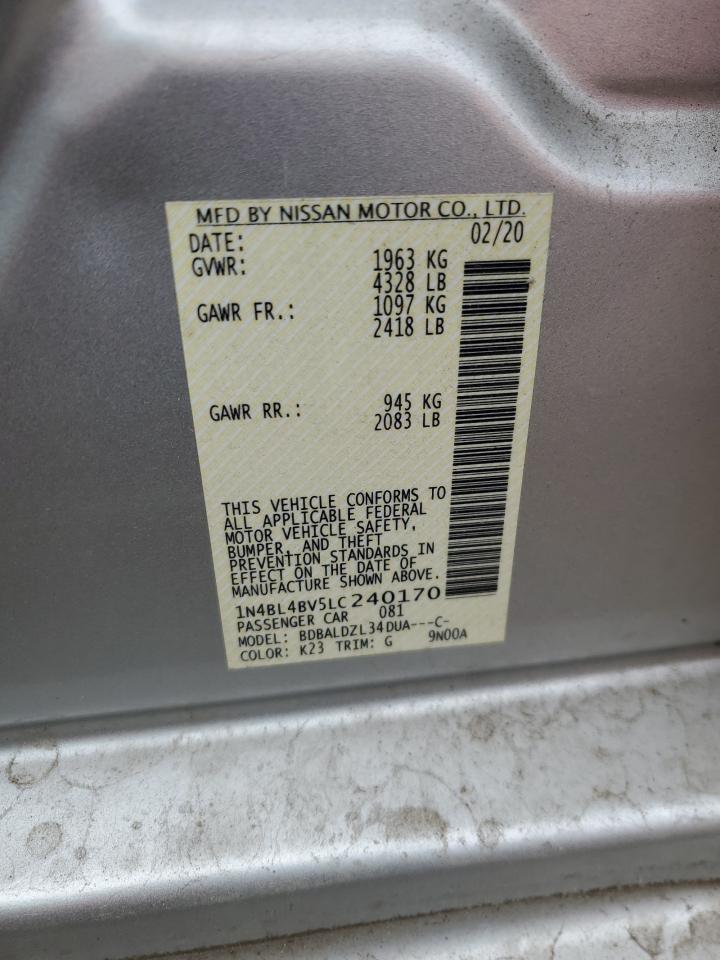 MFD BY NISSAN MOTOR CO., LTD.
DATE: 02/20
GVWR: 1963 KG
4328 LB
GAWR FR.: 1097 KG
2418 LB
GAWR RR.: 945 KG
2083 LB
THIS VEHICLE CONFORMS TO
ALL APPLICABLE FEDERAL
MOTOR VEHICLE SAFETY,
BUMPER, AND THEFT
PREVENTION STANDARDS IN
EFFECT ON THE DATE OF
MANUFACTURE SHOWN ABOVE.
1N4BL4BV5LC240170
PASSENGER CAR 081
MODEL: BDBALDZL34DUA---C-
COLOR: K23 TRIM: G 9N00A